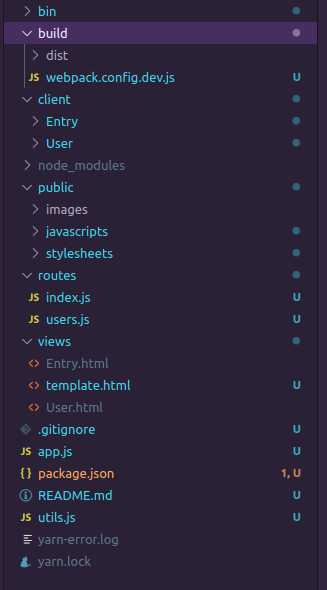 bin
build
dist
JS webpack.config.dev.js U
client
Entry
User
node_modules
public
images
javascripts
stylesheets
routes
JS index.js U
JS users.js U
views
<> Entry.html
<> template.html U
<> User.html
.gitignore U
JS app.js U
{} package.json 1, U
README.md U
JS utils.js U
yarn-error.log
yarn.lock